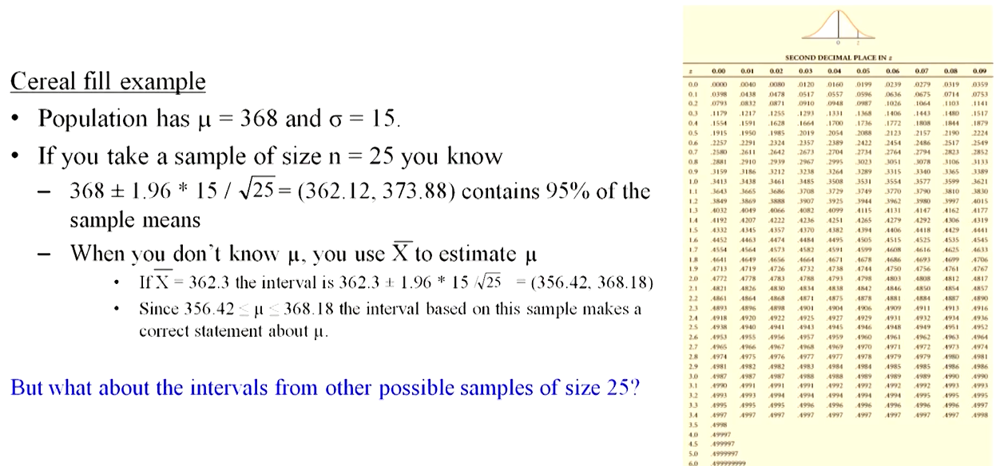 Cereal fill example
• Population has μ = 368 and σ = 15.
• If you take a sample of size n = 25 you know
– 368 ± 1.96 * 15 / √25 = (362.12, 373.88) contains 95% of the
sample means
– When you don't know μ, you use X̅ to estimate μ
• If X̅ = 362.3 the interval is 362.3 ± 1.96 * 15 /√25 = (356.42, 368.18)
• Since 356.42 ≤ μ ≤ 368.18 the interval based on this sample makes a
correct statement about μ.
But what about the intervals from other possible samples of size 25?
0 z
SECOND DECIMAL PLACE IN z
z 0.00 0.01 0.02 0.03 0.04 0.05 0.06 0.07 0.08 0.09
0.0 .0000 .0040 .0080 .0120 .0160 .0199 .0239 .0279 .0319 .0359
0.1 .0398 .0438 .0478 .0517 .0557 .0596 .0636 .0675 .0714 .0753
0.2 .0793 .0832 .0871 .0910 .0948 .0987 .1026 .1064 .1103 .1141
0.3 .1179 .1217 .1255 .1293 .1331 .1368 .1406 .1443 .1480 .1517
0.4 .1554 .1591 .1628 .1664 .1700 .1736 .1772 .1808 .1844 .1879
0.5 .1915 .1950 .1985 .2019 .2054 .2088 .2123 .2157 .2190 .2224
0.6 .2257 .2291 .2324 .2357 .2389 .2422 .2454 .2486 .2517 .2549
0.7 .2580 .2611 .2642 .2673 .2704 .2734 .2764 .2794 .2823 .2852
0.8 .2881 .2910 .2939 .2967 .2995 .3023 .3051 .3078 .3106 .3133
0.9 .3159 .3186 .3212 .3238 .3264 .3289 .3315 .3340 .3365 .3389
1.0 .3413 .3438 .3461 .3485 .3508 .3531 .3554 .3577 .3599 .3621
1.1 .3643 .3665 .3686 .3708 .3729 .3749 .3770 .3790 .3810 .3830
1.2 .3849 .3869 .3888 .3907 .3925 .3944 .3962 .3980 .3997 .4015
1.3 .4032 .4049 .4066 .4082 .4099 .4115 .4131 .4147 .4162 .4177
1.4 .4192 .4207 .4222 .4236 .4251 .4265 .4279 .4292 .4306 .4319
1.5 .4332 .4345 .4357 .4370 .4382 .4394 .4406 .4418 .4429 .4441
1.6 .4452 .4463 .4474 .4484 .4495 .4505 .4515 .4525 .4535 .4545
1.7 .4554 .4564 .4573 .4582 .4591 .4599 .4608 .4616 .4625 .4633
1.8 .4641 .4649 .4656 .4664 .4671 .4678 .4686 .4693 .4699 .4706
1.9 .4713 .4719 .4726 .4732 .4738 .4744 .4750 .4756 .4761 .4767
2.0 .4772 .4778 .4783 .4788 .4793 .4798 .4803 .4808 .4812 .4817
2.1 .4821 .4826 .4830 .4834 .4838 .4842 .4846 .4850 .4854 .4857
2.2 .4861 .4864 .4868 .4871 .4875 .4878 .4881 .4884 .4887 .4890
2.3 .4893 .4896 .4898 .4901 .4904 .4906 .4909 .4911 .4913 .4916
2.4 .4918 .4920 .4922 .4925 .4927 .4929 .4931 .4932 .4934 .4936
2.5 .4938 .4940 .4941 .4943 .4945 .4946 .4948 .4949 .4951 .4952
2.6 .4953 .4955 .4956 .4957 .4959 .4960 .4961 .4962 .4963 .4964
2.7 .4965 .4966 .4967 .4968 .4969 .4970 .4971 .4972 .4973 .4974
2.8 .4974 .4975 .4976 .4977 .4977 .4978 .4979 .4979 .4980 .4981
2.9 .4981 .4982 .4982 .4983 .4984 .4984 .4985 .4985 .4986 .4986
3.0 .4987 .4987 .4987 .4988 .4988 .4989 .4989 .4989 .4990 .4990
3.1 .4990 .4991 .4991 .4991 .4992 .4992 .4992 .4992 .4993 .4993
3.2 .4993 .4993 .4994 .4994 .4994 .4994 .4994 .4995 .4995 .4995
3.3 .4995 .4995 .4995 .4996 .4996 .4996 .4996 .4996 .4996 .4997
3.4 .4997 .4997 .4997 .4997 .4997 .4997 .4997 .4997 .4997 .4998
3.5 .4998
4.0 .49997
4.5 .499997
5.0 .4999997
6.0 .499999999